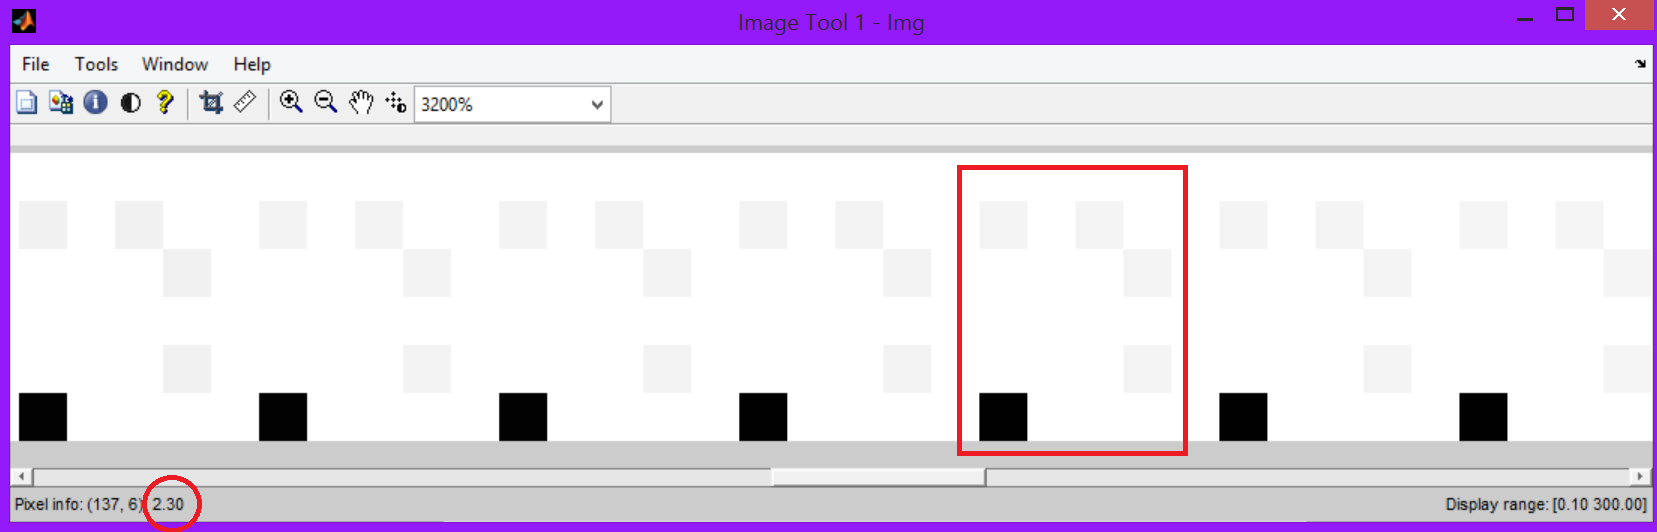 Image Tool 1 - Img
File Tools Window Help
3200%
Pixel info: (137, 6) 2.30
Display range: [0.10 300.00]